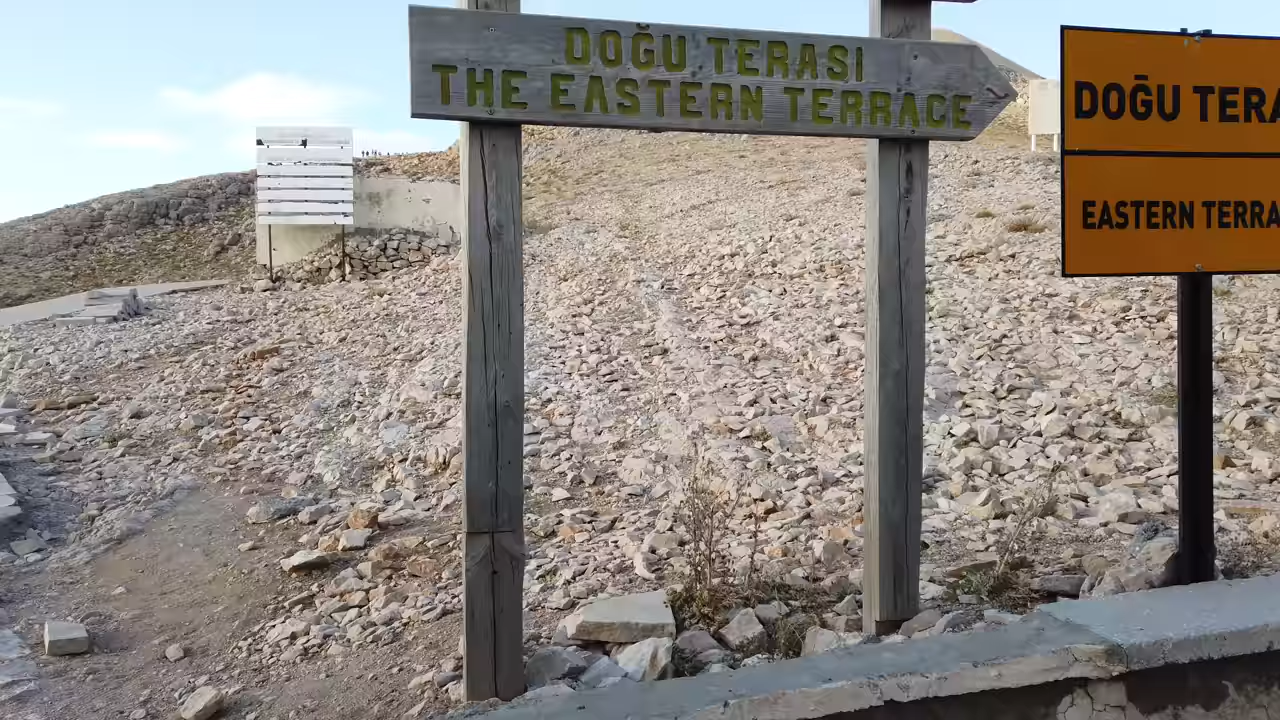 DOĞU TERASI
THE EASTERN TERRACE
DOĞU TERA
EASTERN TERRA